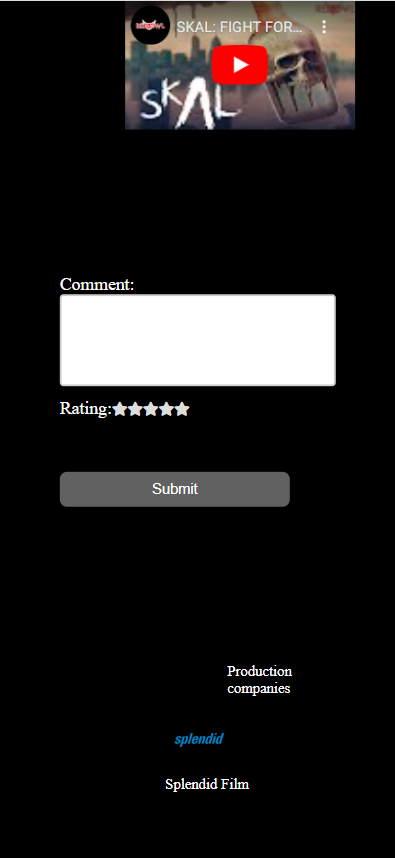 SKAL: FIGHT FOR...
SKAL
Comment:
Rating:
Submit
Production
companies
splendid
Splendid Film